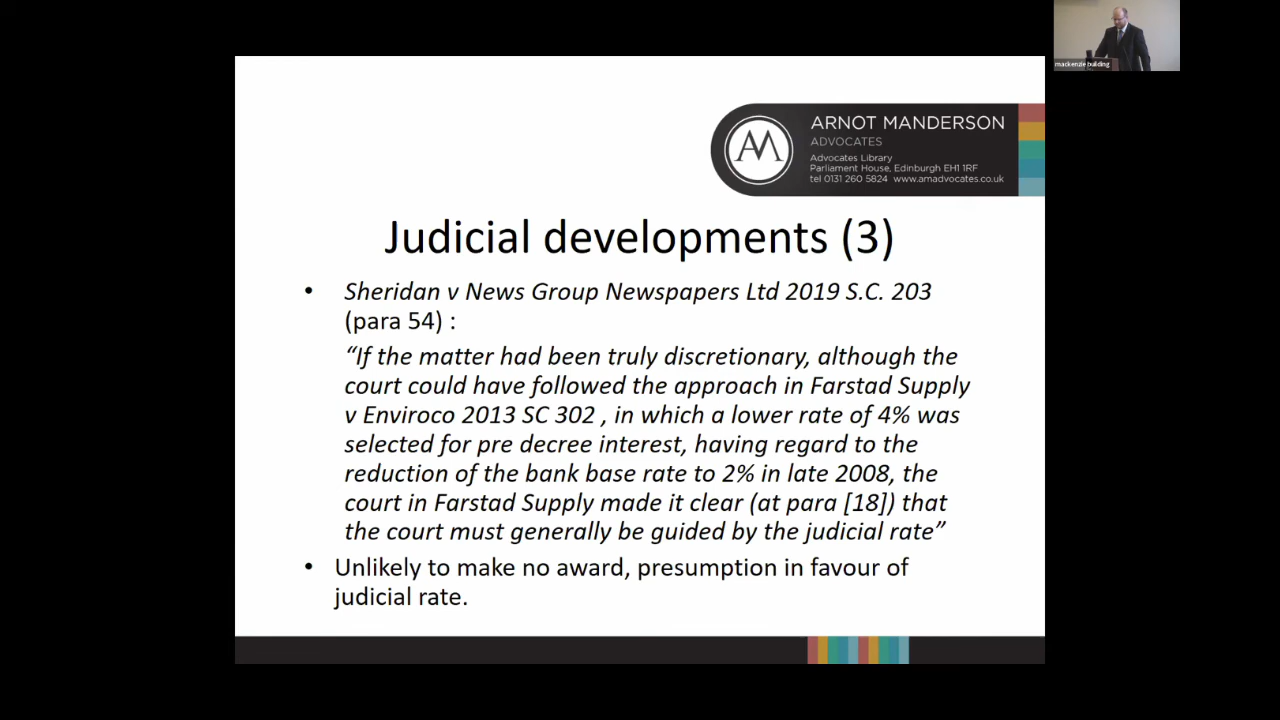 mackenzie building
AM
ARNOT MANDERSON
ADVOCATES
Advocates Library
Parliament House, Edinburgh EH1 1RF
tel 0131 260 5824 www.amadvocates.co.uk
Judicial developments (3)
• Sheridan v News Group Newspapers Ltd 2019 S.C. 203
(para 54) :
“If the matter had been truly discretionary, although the
court could have followed the approach in Farstad Supply
v Enviroco 2013 SC 302 , in which a lower rate of 4% was
selected for pre decree interest, having regard to the
reduction of the bank base rate to 2% in late 2008, the
court in Farstad Supply made it clear (at para [18]) that
the court must generally be guided by the judicial rate”
• Unlikely to make no award, presumption in favour of
judicial rate.